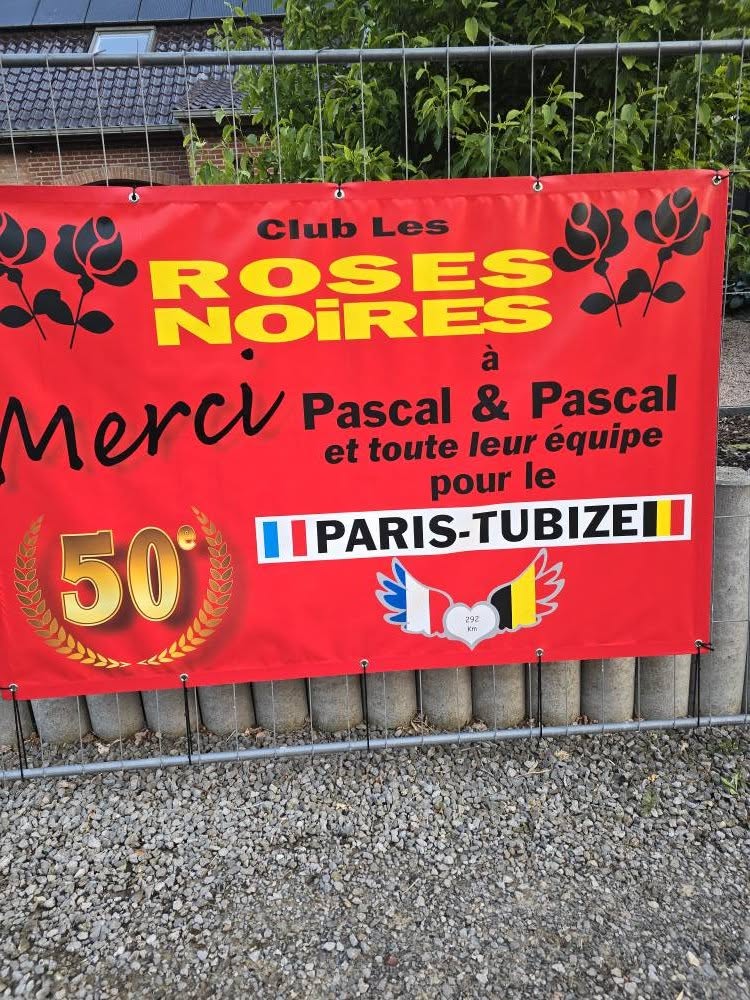 Club Les
ROSES
NOiRES
à
Merci
Pascal & Pascal
et toute leur équipe
pour le
PARIS-TUBIZE
50e
292
Km